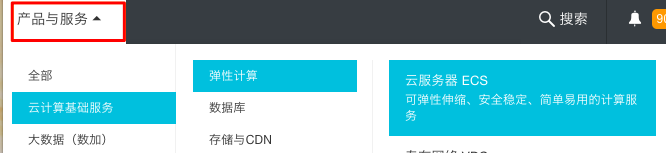 产品与服务
搜索
全部
云计算基础服务
大数据（数加）
弹性计算
数据库
存储与CDN
云服务器 ECS
可弹性伸缩、安全稳定、简单易用的计算服
务